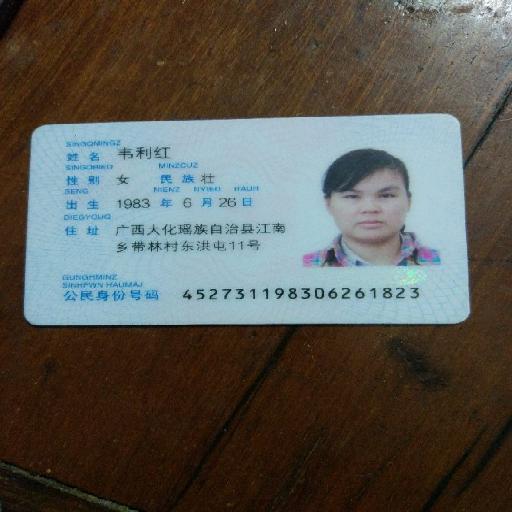 SINGQMINGZ
姓 名 韦利红
SINGQBIED MINZCUZ
性 别 女 民 族 壮
SENG NIENZ NYIED HAUH
出 生 1983 年 6 月 26 日
DIEGYOUQ
住 址 广西大化瑶族自治县江南
乡带林村东洪屯11号
GUNGHMINZ
SINHFWN HAUMAJ
公民身份号码 452731198306261823